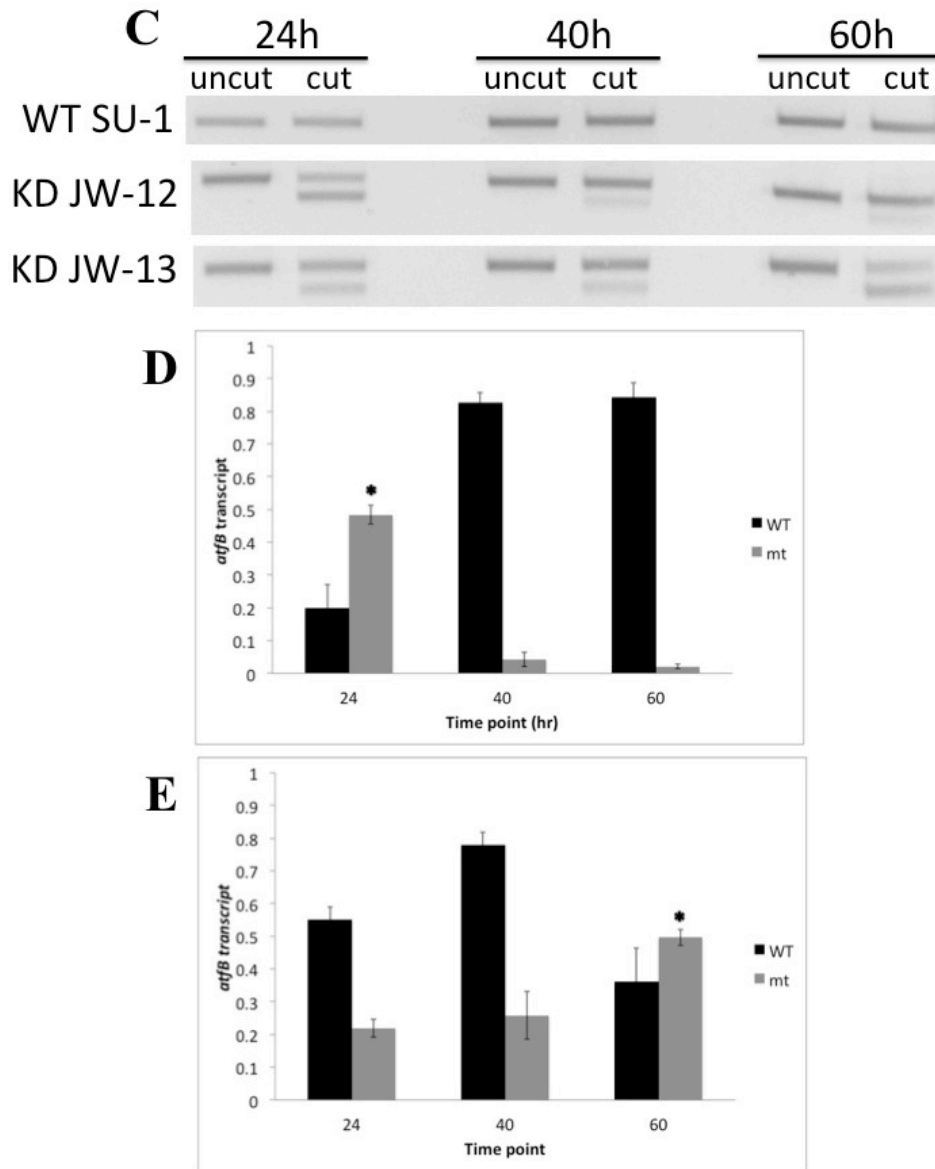 C
24h 40h 60h
uncut cut uncut cut uncut cut
WT SU-1
KD JW-12
KD JW-13
D
1
0.9
0.8
0.7
0.6
0.5
0.4
0.3
0.2
0.1
0
atfB transcript
*
24 40 60
Time point (hr)
WT
mt
E
1
0.9
0.8
0.7
0.6
0.5
0.4
0.3
0.2
0.1
0
atfB transcript
*
24 40 60
Time point
WT
mt